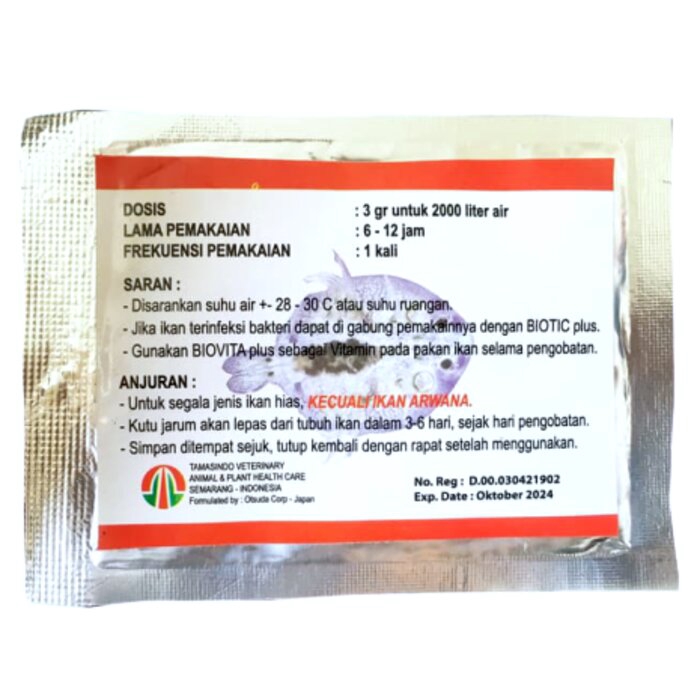 DOSIS : 3 gr untuk 2000 liter air
LAMA PEMAKAIAN : 6 - 12 jam
FREKUENSI PEMAKAIAN : 1 kali
SARAN :
- Disarankan suhu air +- 28 - 30 C atau suhu ruangan.
- Jika ikan terinfeksi bakteri dapat di gabung pemakainnya dengan BIOTIC plus.
- Gunakan BIOVITA plus sebagai Vitamin pada pakan ikan selama pengobatan.
ANJURAN :
- Untuk segala jenis ikan hias, KECUALI IKAN ARWANA.
- Kutu jarum akan lepas dari tubuh ikan dalam 3-6 hari, sejak hari pengobatan.
- Simpan ditempat sejuk, tutup kembali dengan rapat setelah menggunakan.
TAMASINDO VETERINARY
ANIMAL & PLANT HEALTH CARE
SEMARANG - INDONESIA
Formulated by : Otsuda Corp - Japan
No. Reg : D.00.030421902
Exp. Date : Oktober 2024